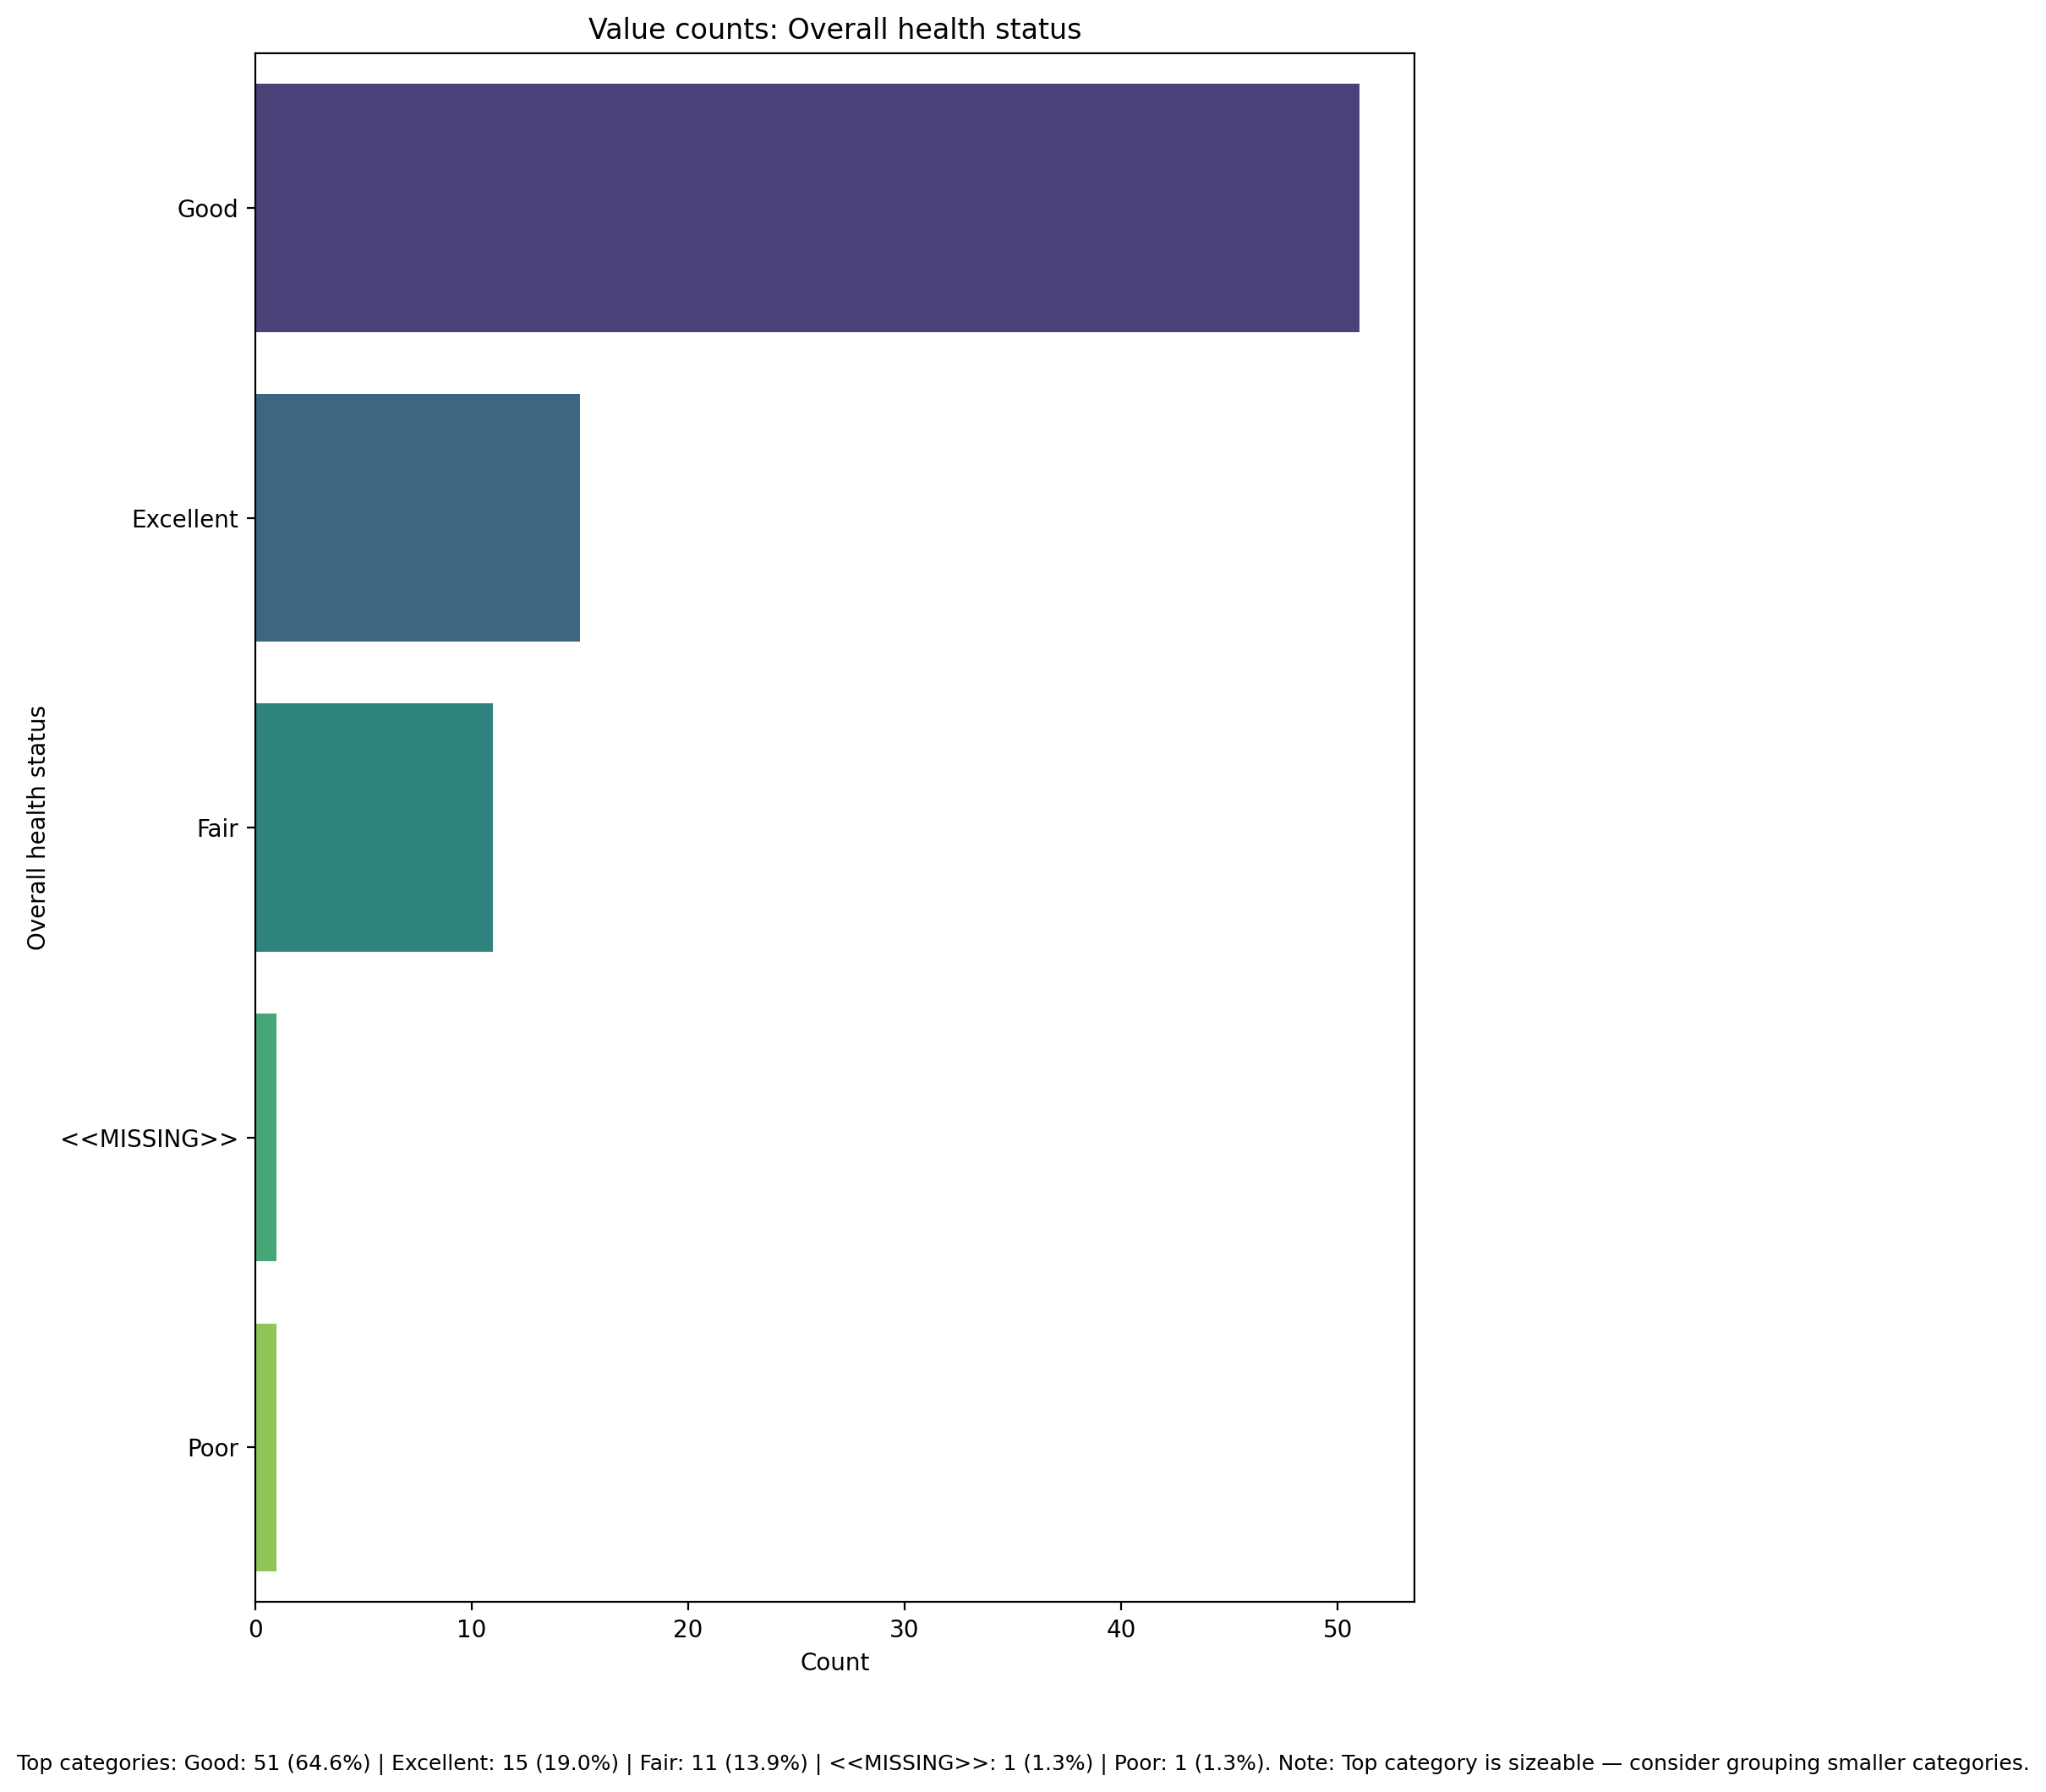 Value counts: Overall health status
Overall health status
Good
Excellent
Fair
<<MISSING>>
Poor
0 10 20 30 40 50
Count
Top categories: Good: 51 (64.6%) | Excellent: 15 (19.0%) | Fair: 11 (13.9%) | <<MISSING>>: 1 (1.3%) | Poor: 1 (1.3%). Note: Top category is sizeable — consider grouping smaller categories.